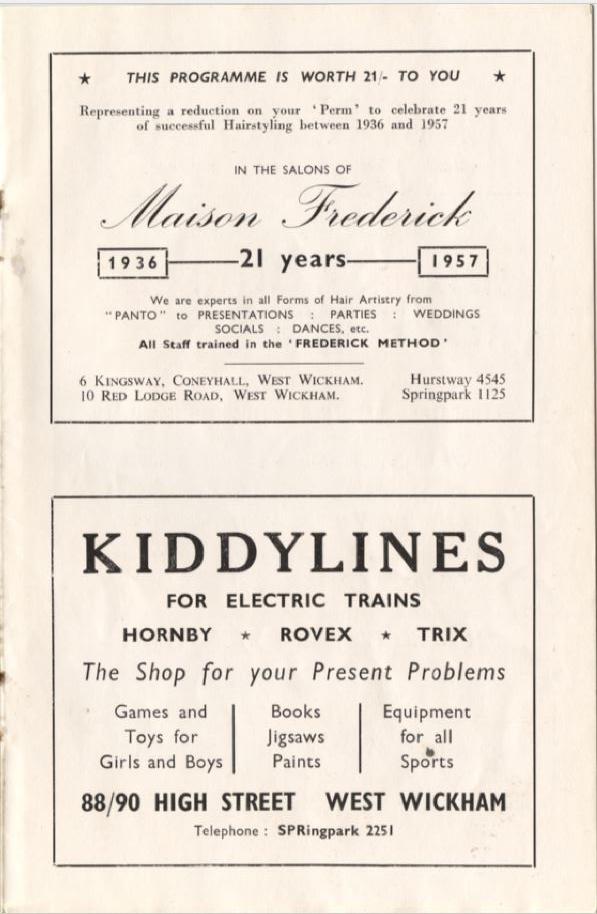 ★ THIS PROGRAMME IS WORTH 21/- TO YOU ★
Representing a reduction on your 'Perm' to celebrate 21 years
of successful Hairstyling between 1936 and 1957
IN THE SALONS OF
Maison Frederick
1936 21 years 1957
We are experts in all Forms of Hair Artistry from
"PANTO" to PRESENTATIONS : PARTIES : WEDDINGS
SOCIALS : DANCES, etc.
All Staff trained in the 'FREDERICK METHOD'
6 KINGSWAY, CONEYHALL, WEST WICKHAM. Hurstway 4545
10 RED LODGE ROAD, WEST WICKHAM. Springpark 1125
KIDDYLINES
FOR ELECTRIC TRAINS
HORNBY ★ ROVEX ★ TRIX
The Shop for your Present Problems
Games and
Toys for
Girls and Boys
Books
Jigsaws
Paints
Equipment
for all
Sports
88/90 HIGH STREET WEST WICKHAM
Telephone : SPRingpark 2251